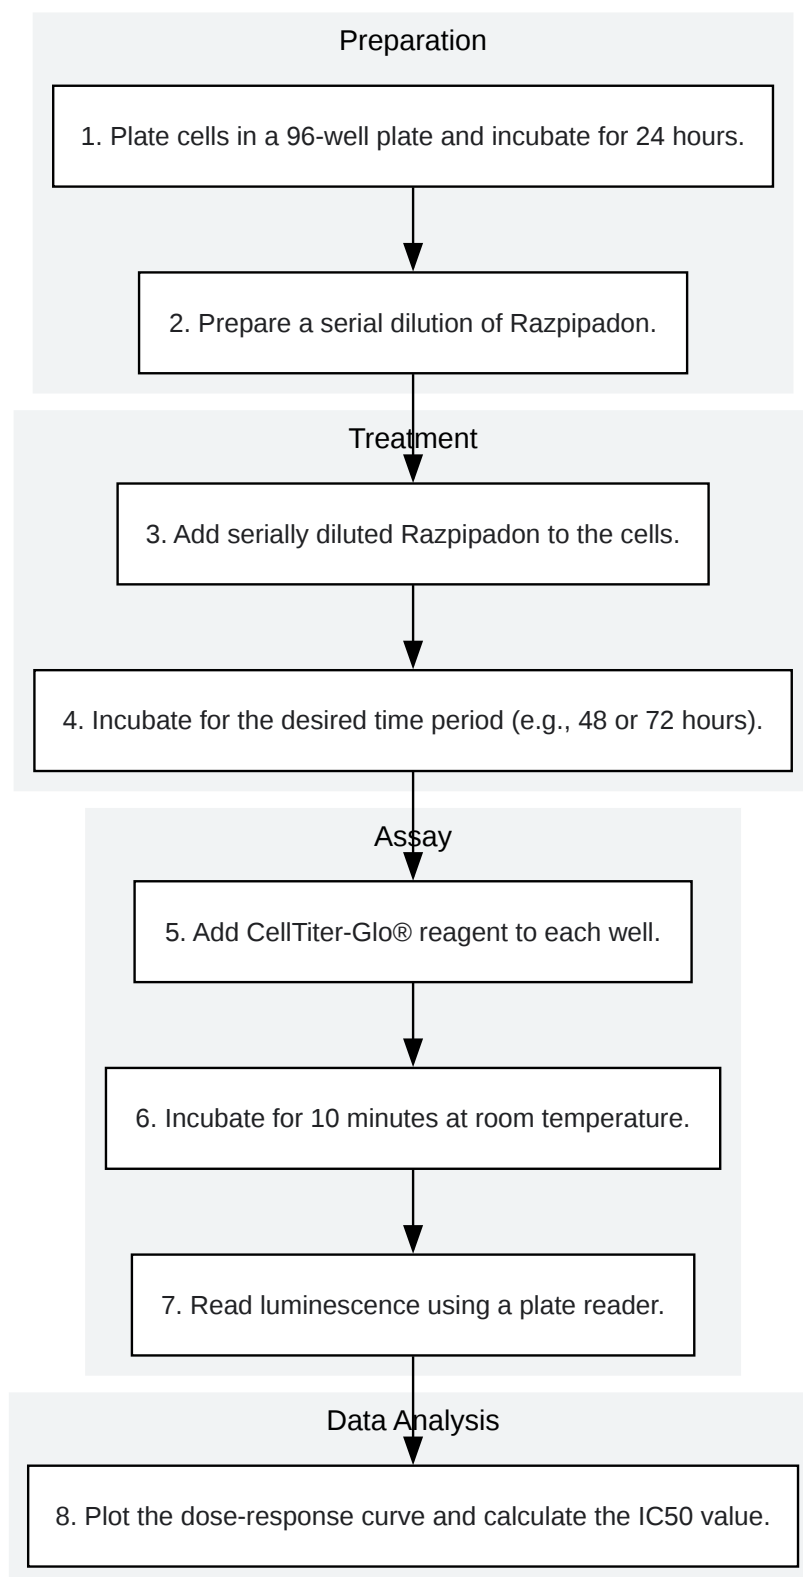 Preparation
1. Plate cells in a 96-well plate and incubate for 24 hours.
2. Prepare a serial dilution of Razpipadon.
Treatment
3. Add serially diluted Razpipadon to the cells.
4. Incubate for the desired time period (e.g., 48 or 72 hours).
Assay
5. Add CellTiter-Glo® reagent to each well.
6. Incubate for 10 minutes at room temperature.
7. Read luminescence using a plate reader.
Data Analysis
8. Plot the dose-response curve and calculate the IC50 value.